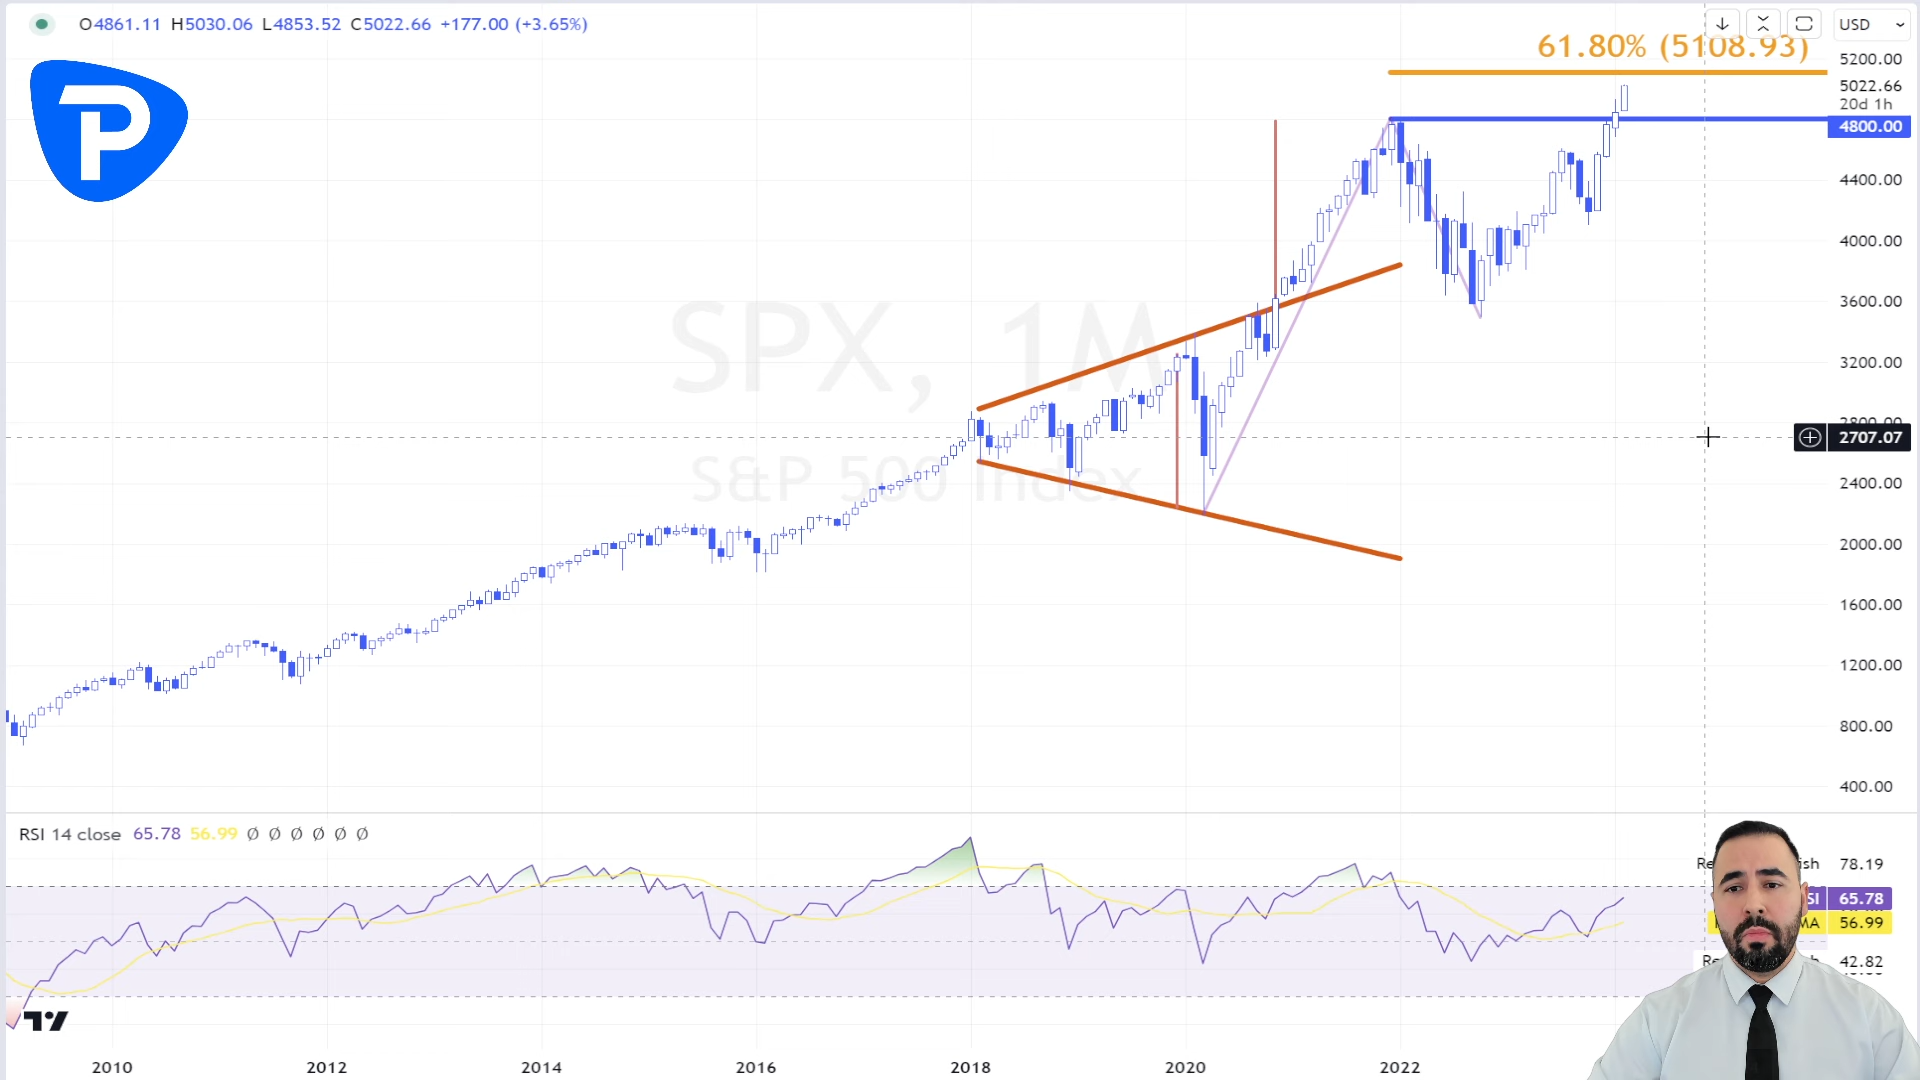 O4861.11 H5030.06 L4853.52 C5022.66 +177.00 (+3.65%)
USD
61.80% (5108.93)
P
5200.00
5022.66
20d 1h
4800.00
4400.00
4000.00
3600.00
SPX, 1M
3200.00
2800.00
2707.07
S&P 500 Index
2400.00
2000.00
1600.00
1200.00
800.00
400.00
RSI 14 close 65.78 56.99 Ø Ø Ø Ø Ø Ø
78.19
65.78
MA 56.99
42.82
2010 2012 2014 2016 2018 2020 2022